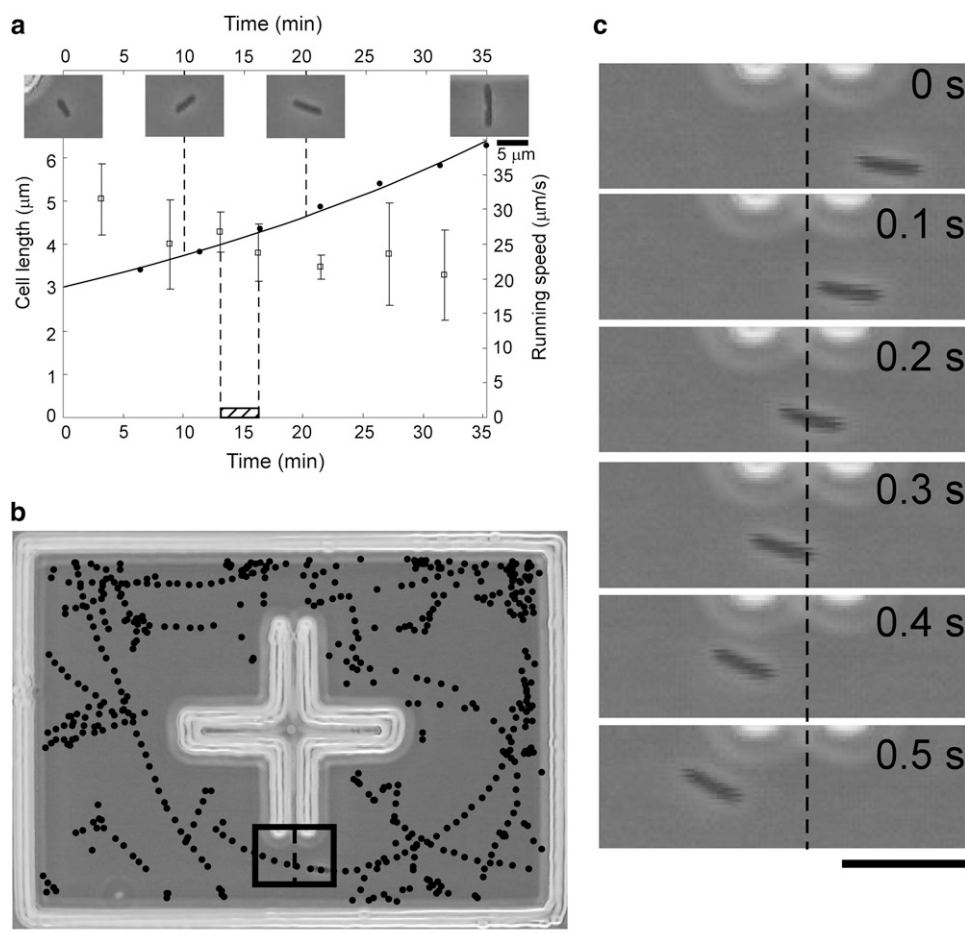 a
Time (min)
0 5 10 15 20 25 30 35
5 µm
Cell length (µm)
6
5
4
3
2
1
0
Running speed (µm/s)
35
30
25
20
15
10
5
0
0 5 10 15 20 25 30 35
Time (min)
b
c
0 s
0.1 s
0.2 s
0.3 s
0.4 s
0.5 s